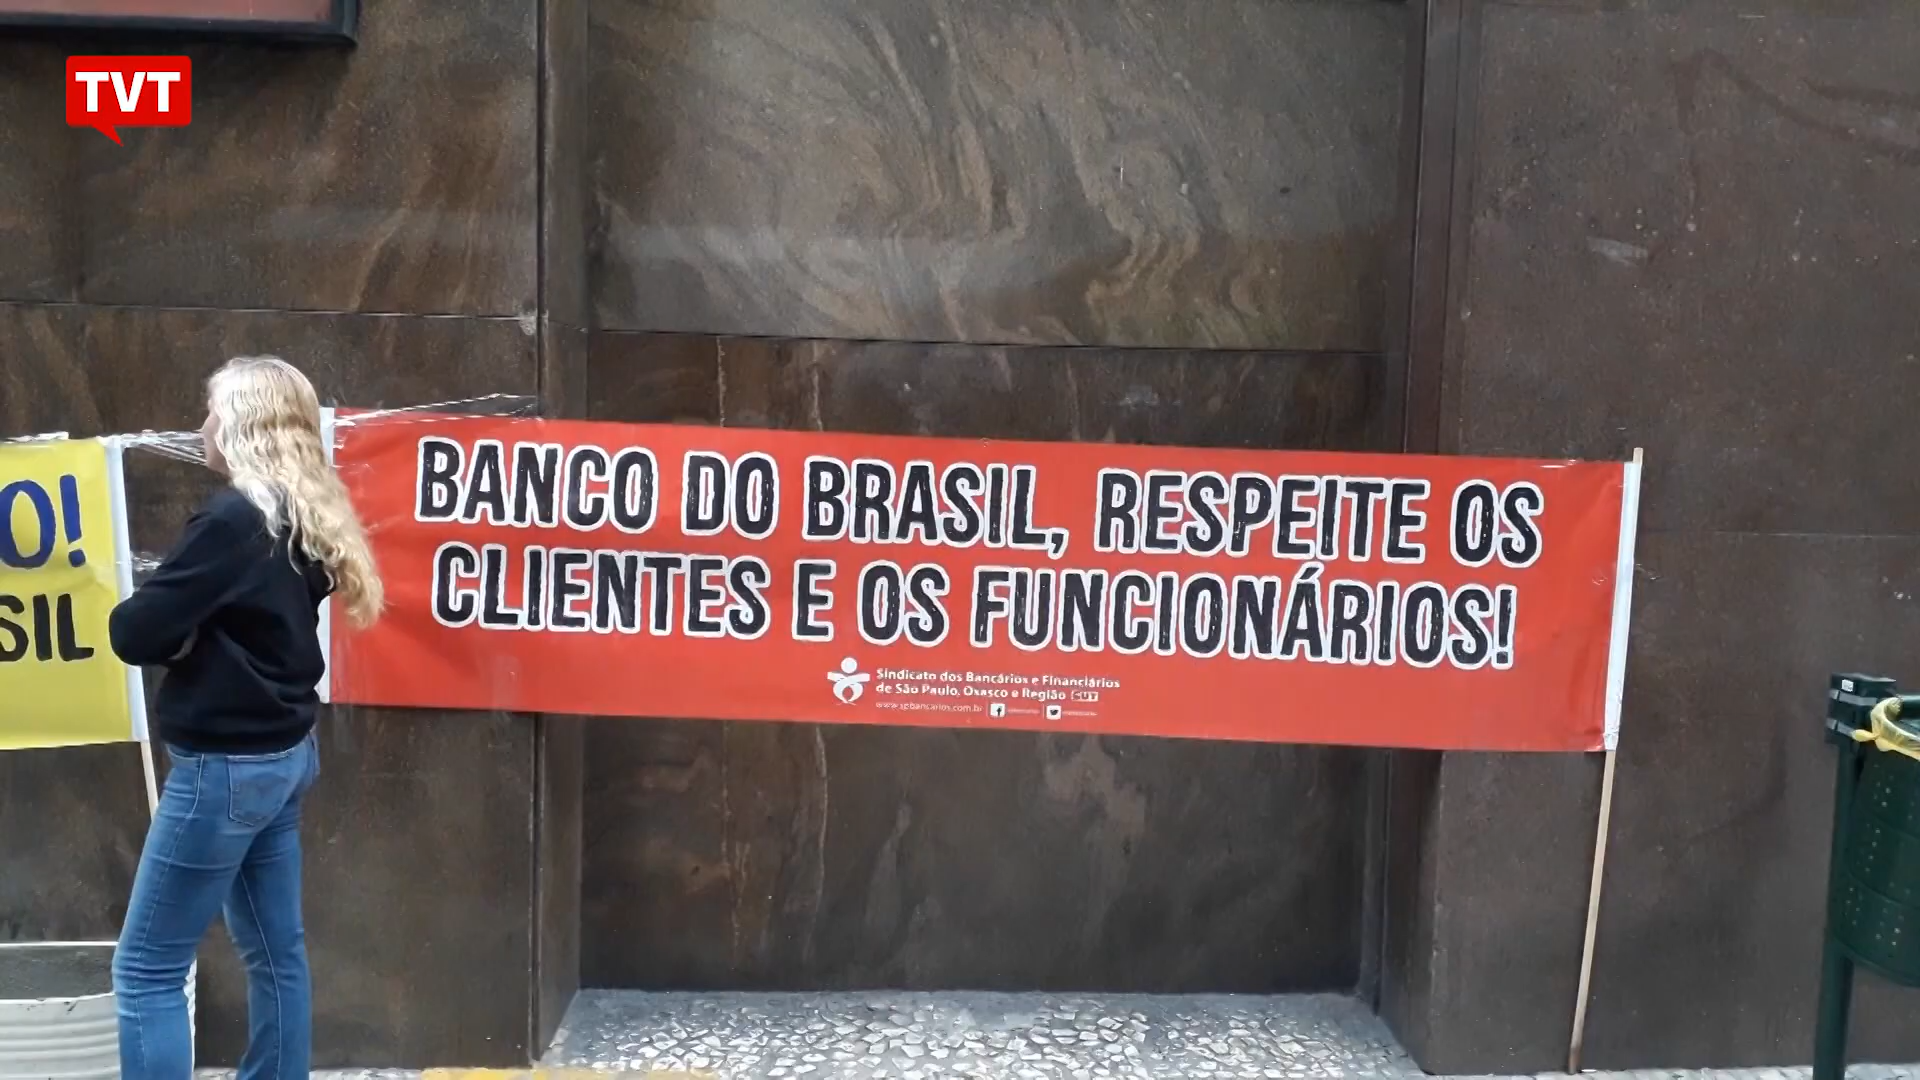 TVT
O!
SIL
BANCO DO BRASIL, RESPEITE OS
CLIENTES E OS FUNCIONÁRIOS!
Sindicato dos Bancários e Financiários
de São Paulo, Osasco e Região CUT
www.spbancarios.com.br